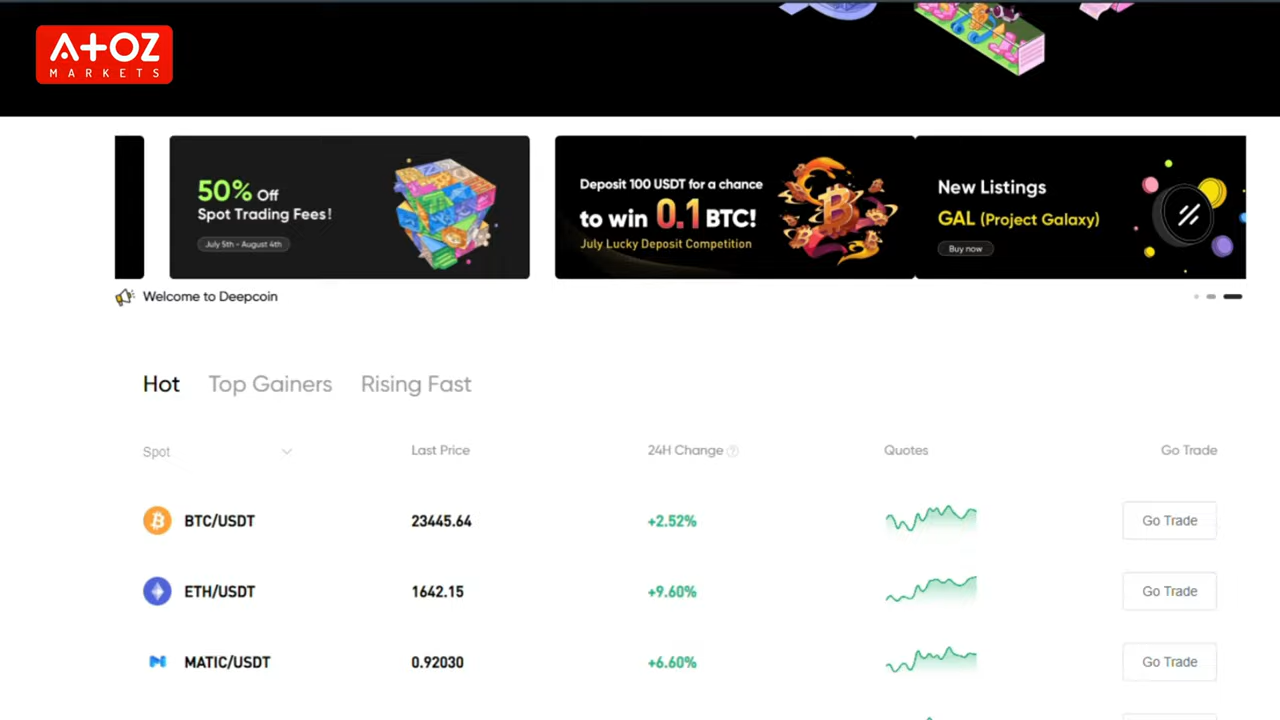 A+OZ
MARKETS
50% Off
Spot Trading Fees!
July 5th - August 4th
Deposit 100 USDT for a chance
to win 0.1 BTC!
July Lucky Deposit Competition
New Listings
GAL (Project Galaxy)
Buy now
Welcome to Deepcoin
Hot Top Gainers Rising Fast
Spot Last Price 24H Change ? Quotes Go Trade
BTC/USDT 23445.64 +2.52% Go Trade
ETH/USDT 1642.15 +9.60% Go Trade
MATIC/USDT 0.92030 +6.60% Go Trade